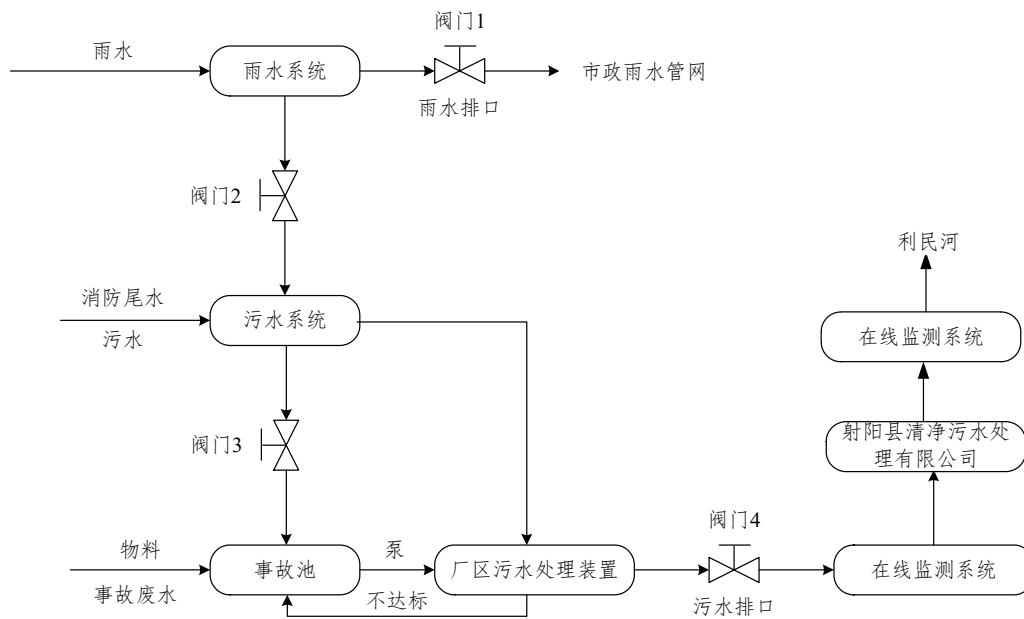 阀门1
雨水
雨水系统
市政雨水管网
雨水排口
阀门2
利民河
消防尾水
污水系统
污水
在线监测系统
阀门3
射阳县清净污水处
理有限公司
阀门4
物料
泵
事故池
厂区污水处理装置
在线监测系统
事故废水
不达标
污水排口